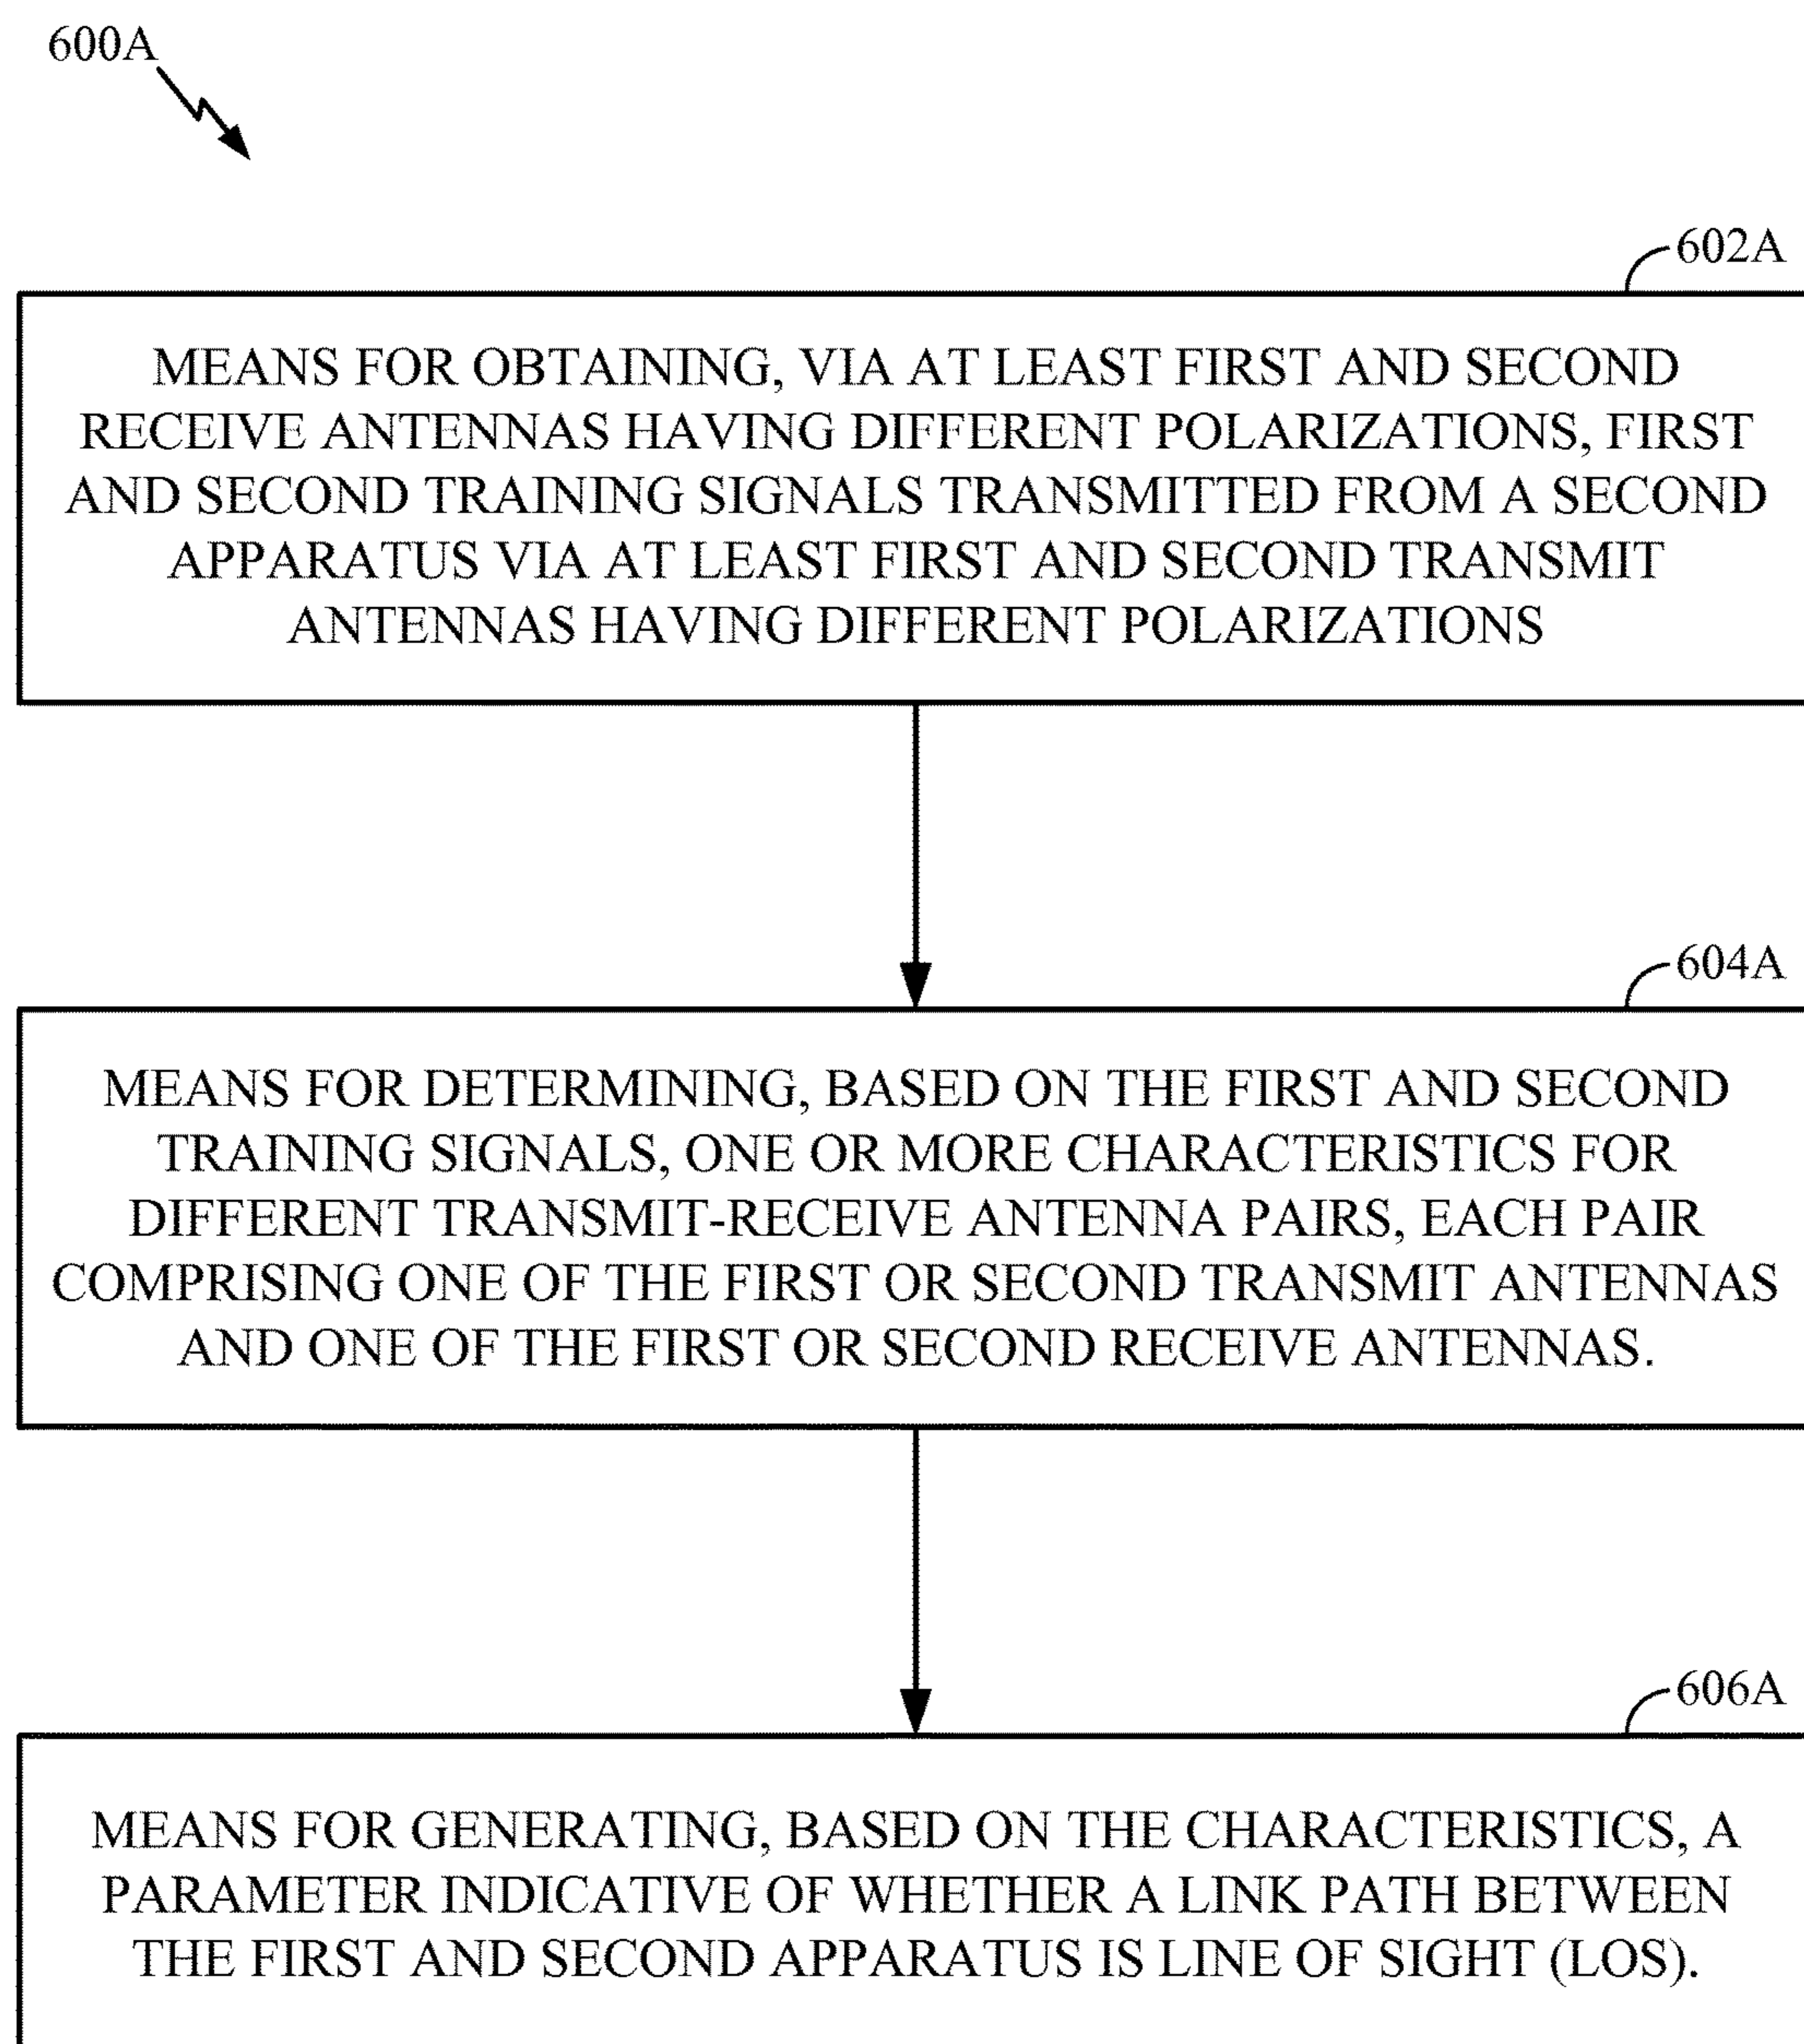 600A
602A
MEANS FOR OBTAINING, VIA AT LEAST FIRST AND SECOND
RECEIVE ANTENNAS HAVING DIFFERENT POLARIZATIONS, FIRST
AND SECOND TRAINING SIGNALS TRANSMITTED FROM A SECOND
APPARATUS VIA AT LEAST FIRST AND SECOND TRANSMIT
ANTENNAS HAVING DIFFERENT POLARIZATIONS
604A
MEANS FOR DETERMINING, BASED ON THE FIRST AND SECOND
TRAINING SIGNALS, ONE OR MORE CHARACTERISTICS FOR
DIFFERENT TRANSMIT-RECEIVE ANTENNA PAIRS, EACH PAIR
COMPRISING ONE OF THE FIRST OR SECOND TRANSMIT ANTENNAS
AND ONE OF THE FIRST OR SECOND RECEIVE ANTENNAS.
606A
MEANS FOR GENERATING, BASED ON THE CHARACTERISTICS, A
PARAMETER INDICATIVE OF WHETHER A LINK PATH BETWEEN
THE FIRST AND SECOND APPARATUS IS LINE OF SIGHT (LOS).